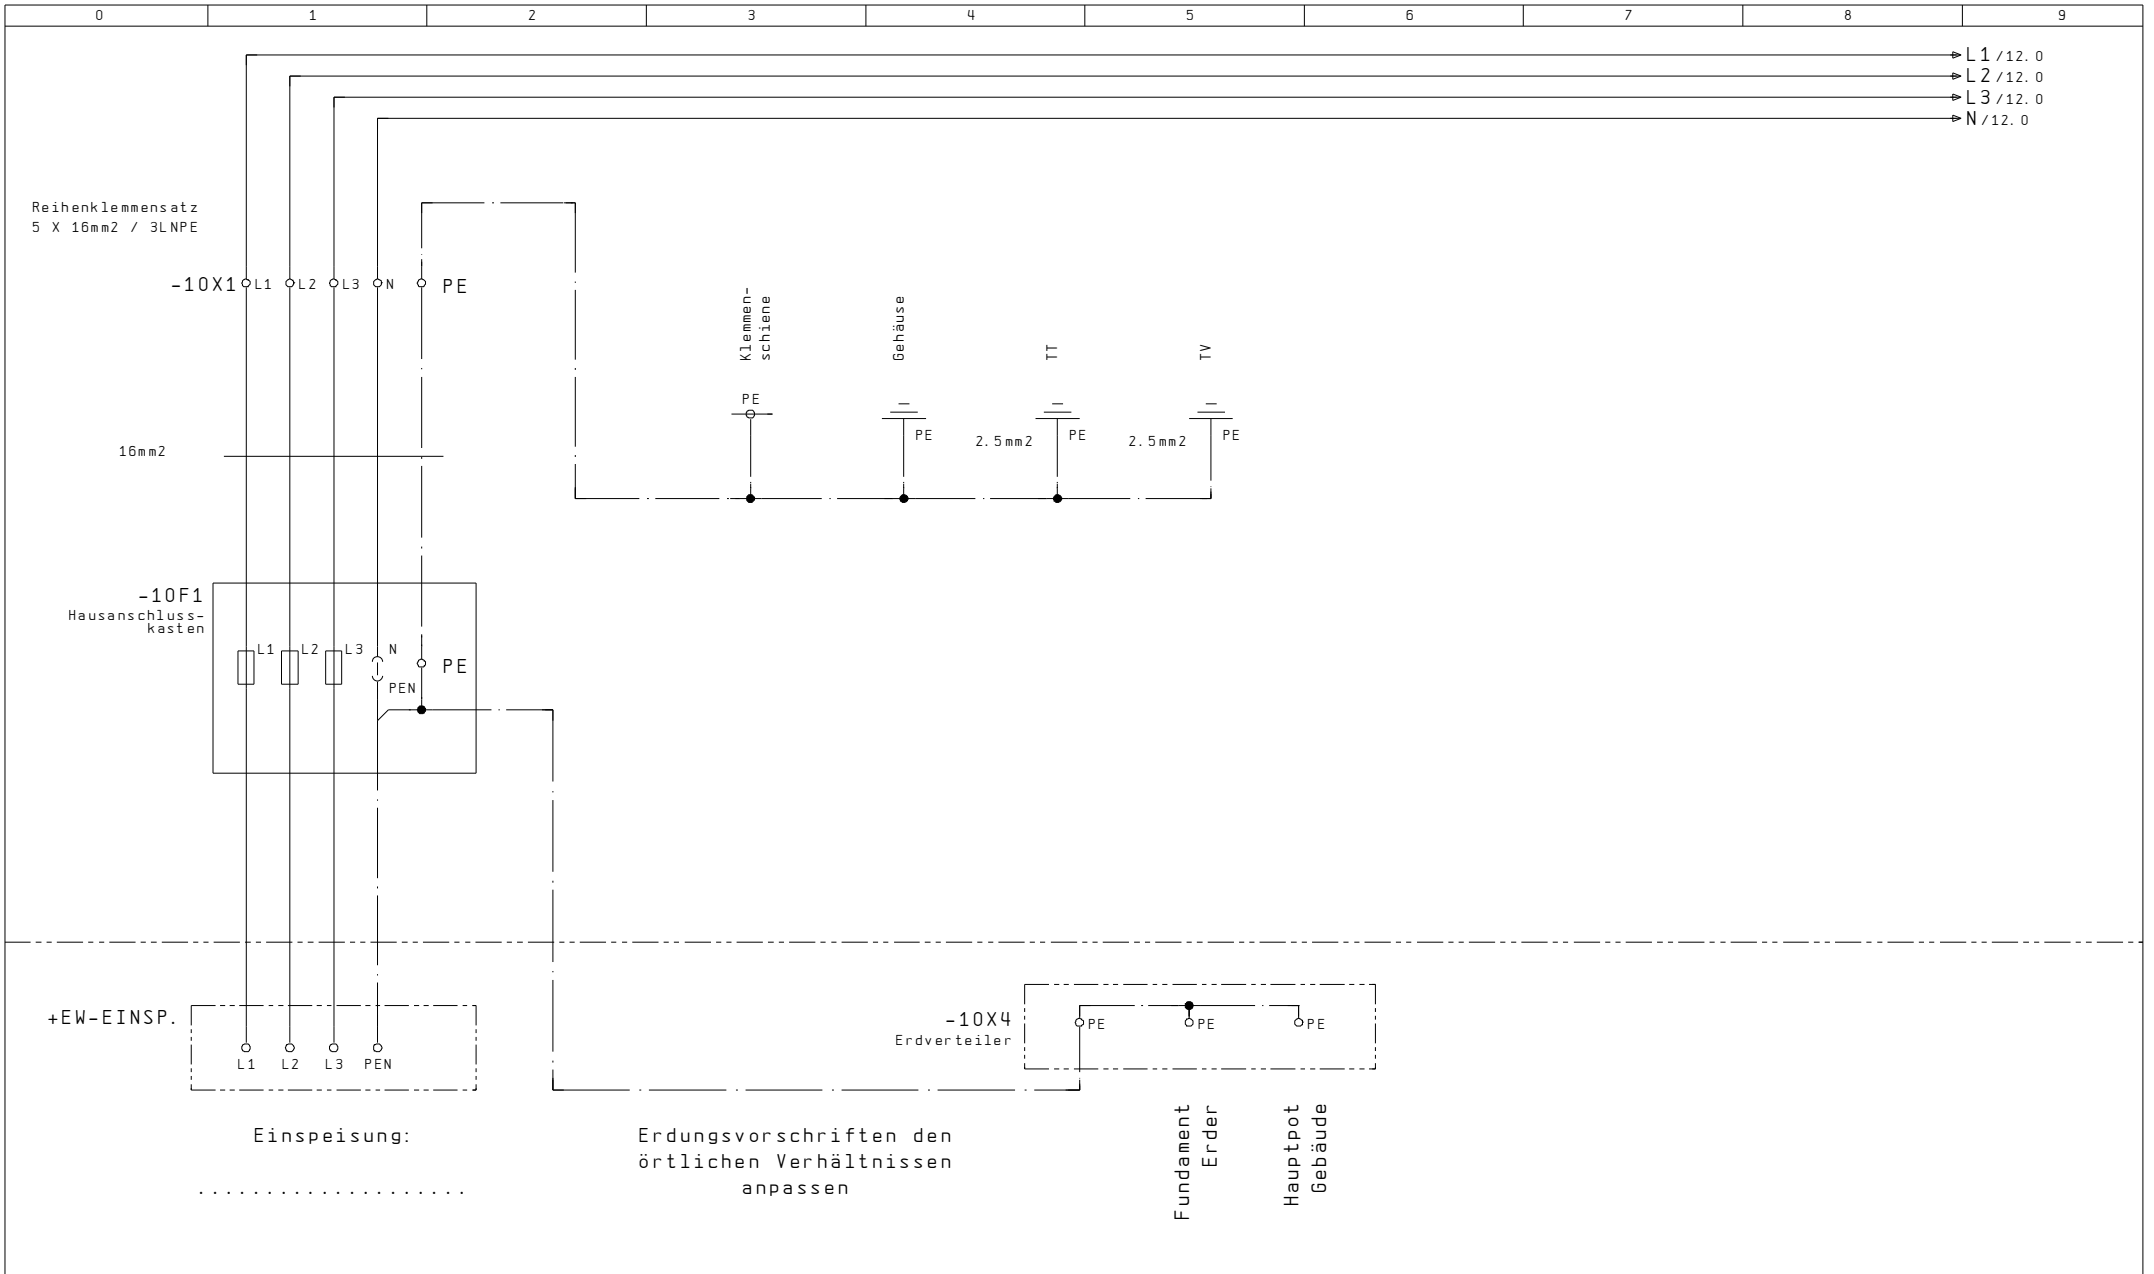 0 1 2 3 4 5 6 7 8 9
L1 /12.0
L2 /12.0
L3 /12.0
N /12.0
Reihenklemmensatz
5 X 16mm2 / 3LNPE
-10X1 L1 L2 L3 N PE
Klemmen-
schiene
Gehäuse
TT
TV
PE
PE
2.5mm2 PE
2.5mm2 PE
16mm2
-10F1
Hausanschluss-
kasten
L1 L2 L3 N
PE
PEN
+EW-EINSP.
L1 L2 L3 PEN
-10X4
Erdverteiler
PE PE PE
Einspeisung:
....................
Erdungsvorschriften den
örtlichen Verhältnissen
anpassen
Fundament
Erder
Hauptpot
Gebäude